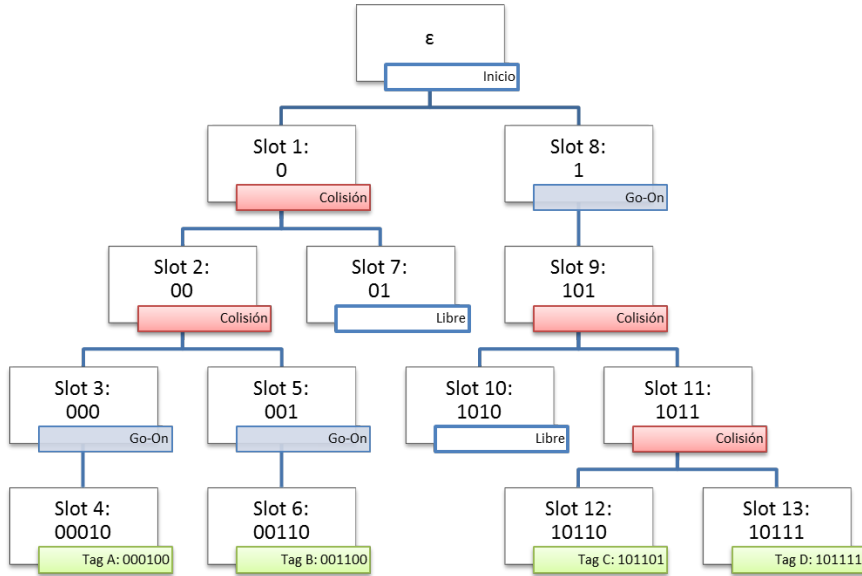 ε
Inicio
Slot 1:
0
Colisión
Slot 8:
1
Go-On
Slot 2:
00
Colisión
Slot 7:
01
Libre
Slot 9:
101
Colisión
Slot 3:
000
Go-On
Slot 5:
001
Go-On
Slot 10:
1010
Libre
Slot 11:
1011
Colisión
Slot 4:
00010
Tag A: 000100
Slot 6:
00110
Tag B: 001100
Slot 12:
10110
Tag C: 101101
Slot 13:
10111
Tag D: 101111